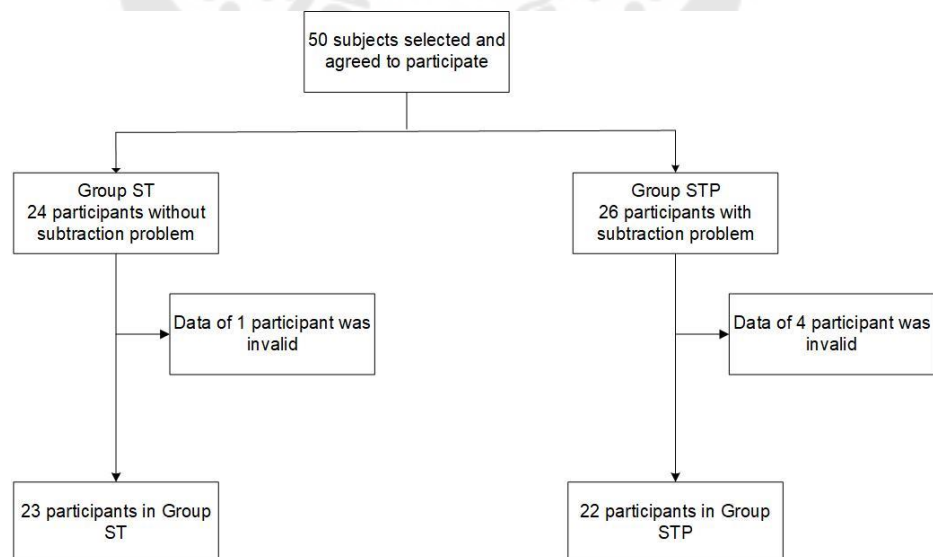 50 subjects selected and
agreed to participate
Group ST
24 participants without
subtraction problem
Group STP
26 participants with
subtraction problem
Data of 1 participant was
invalid
Data of 4 participant was
invalid
23 participants in Group
ST
22 participants in Group
STP